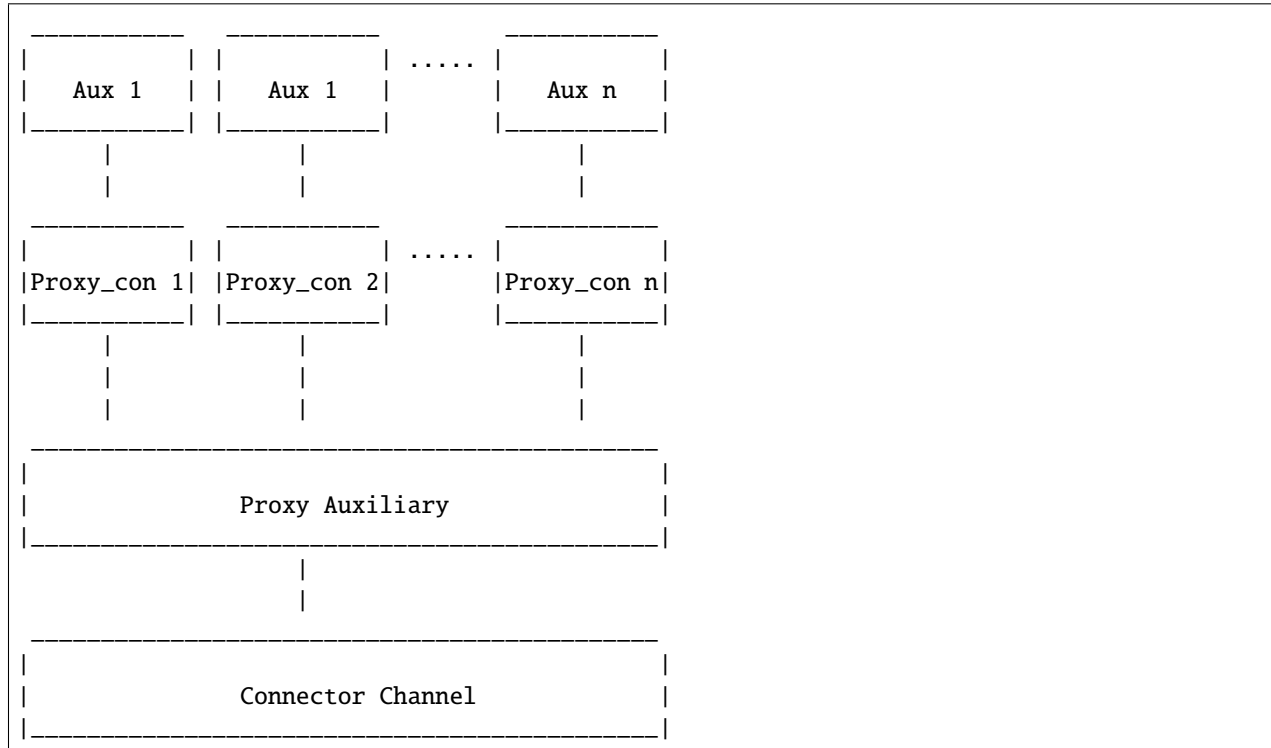 .....
Aux 1 Aux 1 Aux n
.....
Proxy_con 1 Proxy_con 2 Proxy_con n
Proxy Auxiliary
Connector Channel